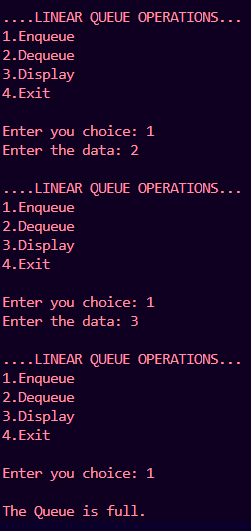 ....LINEAR QUEUE OPERATIONS...
1.Enqueue
2.Dequeue
3.Display
4.Exit
Enter you choice: 1
Enter the data: 2
....LINEAR QUEUE OPERATIONS...
1.Enqueue
2.Dequeue
3.Display
4.Exit
Enter you choice: 1
Enter the data: 3
....LINEAR QUEUE OPERATIONS...
1.Enqueue
2.Dequeue
3.Display
4.Exit
Enter you choice: 1
The Queue is full.